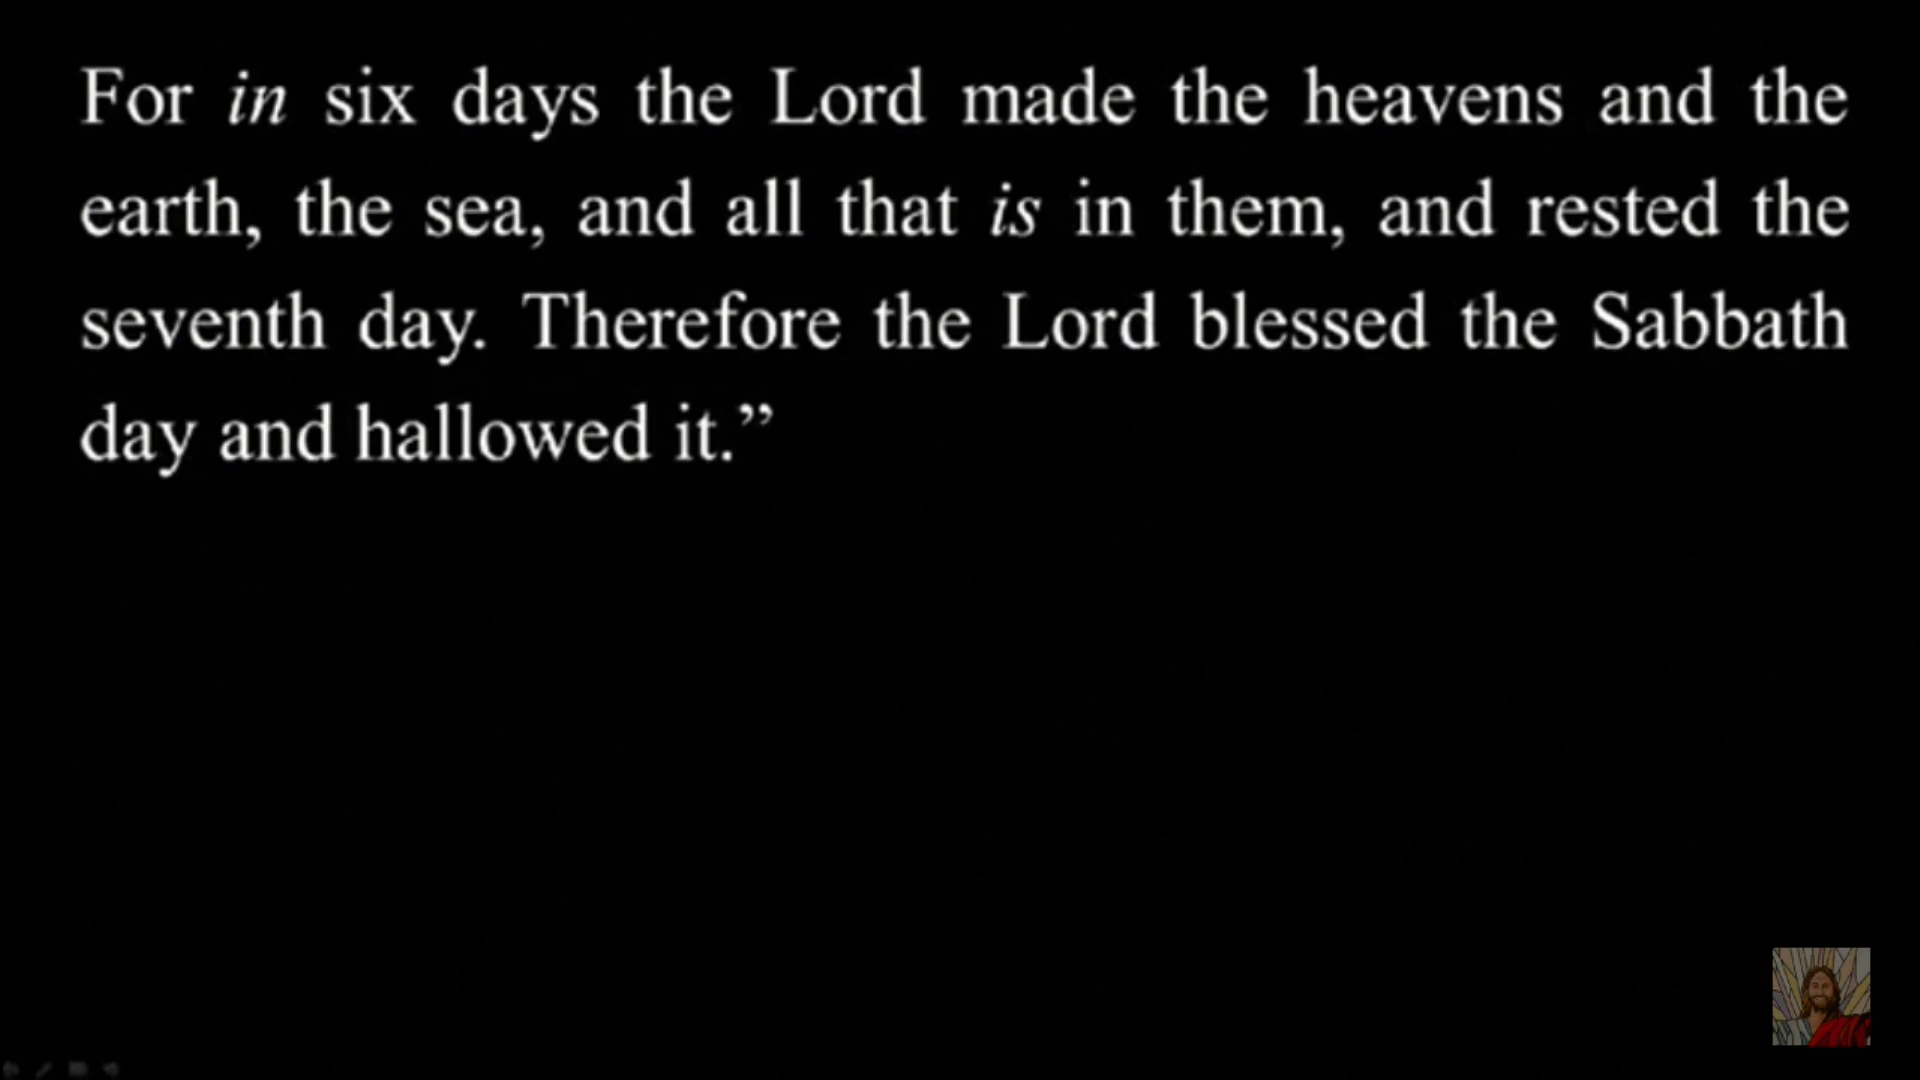 For in six days the Lord made the heavens and the
earth, the sea, and all that is in them, and rested the
seventh day. Therefore the Lord blessed the Sabbath
day and hallowed it.”